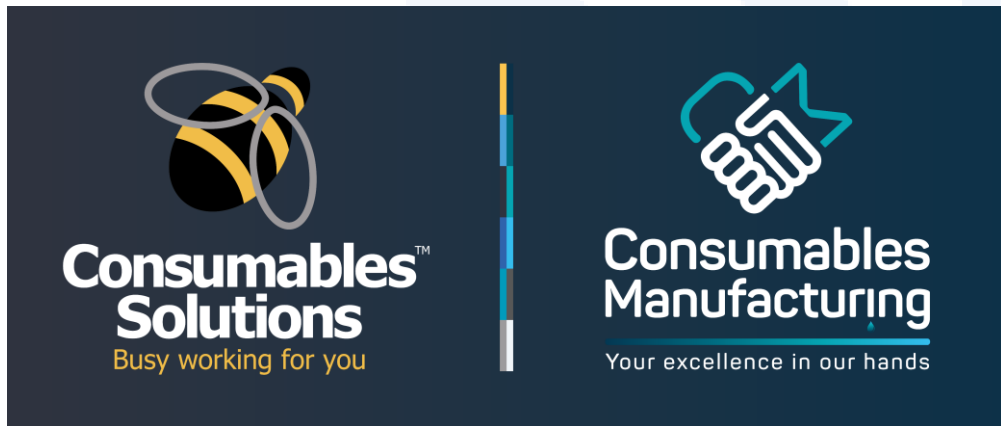 Consumables™
Solutions
Busy working for you
Consumables
Manufacturing
Your excellence in our hands